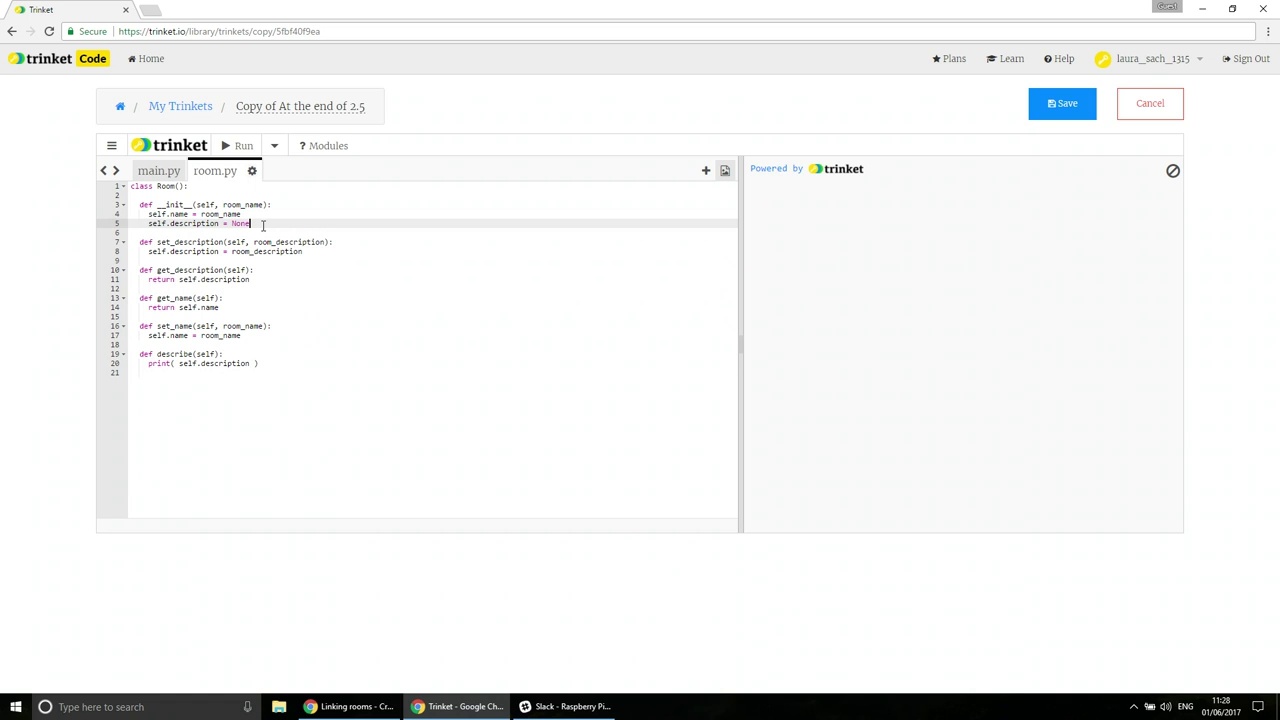 Trinket
Guest
Secure
https://trinket.io/library/trinkets/copy/5fbf40f9ea
trinket Code
Home
Plans
Learn
Help
laura_sach_1315
Sign Out
/ My Trinkets / Copy of At the end of 2.5
Save
Cancel
trinket
Run
? Modules
main.py
room.py
Powered by trinket
1 class Room():
2
3 def __init__(self, room_name):
4 self.name = room_name
5 self.description = None
6
7 def set_description(self, room_description):
8 self.description = room_description
9
10 def get_description(self):
11 return self.description
12
13 def get_name(self):
14 return self.name
15
16 def set_name(self, room_name):
17 self.name = room_name
18
19 def describe(self):
20 print( self.description )
21
Type here to search
Linking rooms - Cr...
Trinket - Google Ch...
Slack - Raspberry Pi...
ENG
11:28
01/06/2017